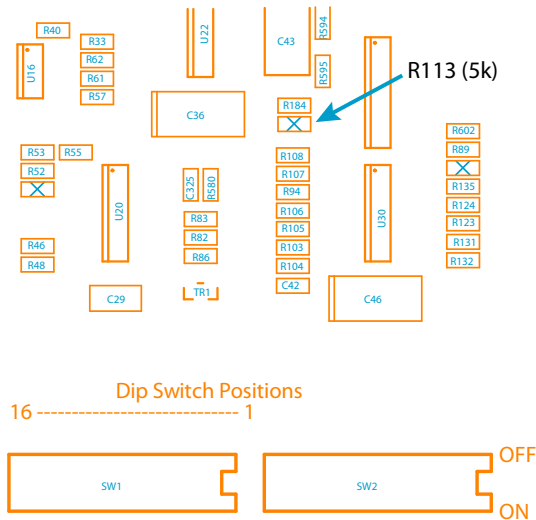 R40
R33
R62
R61
R57
U16
U22
C43
R594
R595
R113 (5k)
C36
R184
R53
R55
R52
R46
R48
U20
C29
C325
R580
R83
R82
R86
TR1
R108
R107
R94
R106
R105
R103
R104
C42
U30
C46
R602
R89
R135
R124
R123
R131
R132
Dip Switch Positions
16 ----------------------------- 1
SW1
SW2
OFF
ON